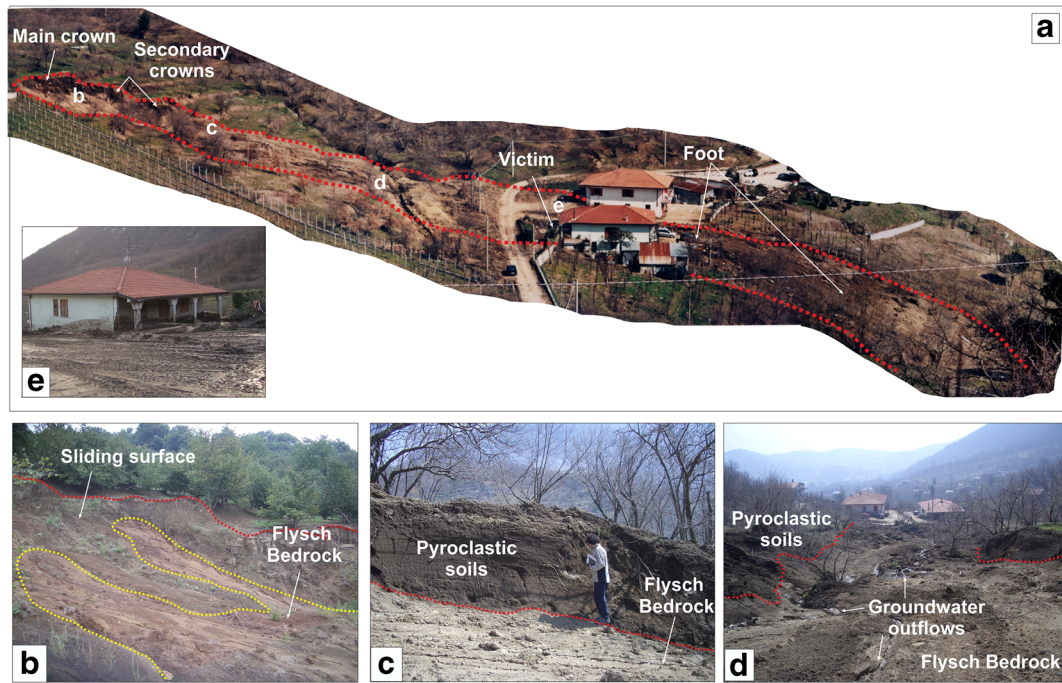 a
Main crown
Secondary
crowns
b
c
d
Victim
Foot
e
e
Sliding surface
Flysch
Bedrock
b
Pyroclastic
soils
Flysch
Bedrock
c
Pyroclastic
soils
Groundwater
outflows
Flysch Bedrock
d